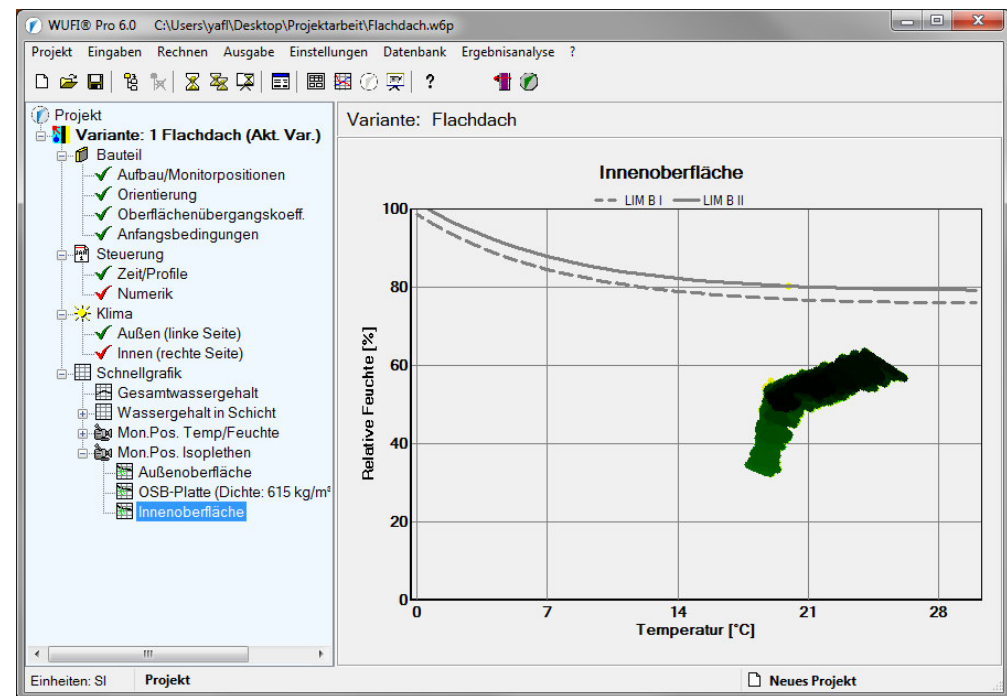 WUFI® Pro 6.0 C:\Users\yafl\Desktop\Projektarbeit\Flachdach.w6p
Projekt Eingaben Rechnen Ausgabe Einstellungen Datenbank Ergebnisanalyse ?
?
Projekt
Variante: 1 Flachdach (Akt. Var.)
Bauteil
Aufbau/Monitorpositionen
Orientierung
Oberflächenübergangskoeff.
Anfangsbedingungen
Steuerung
Zeit/Profile
Numerik
Klima
Außen (linke Seite)
Innen (rechte Seite)
Schnellgrafik
Gesamtwassergehalt
Wassergehalt in Schicht
Mon.Pos. Temp/Feuchte
Mon.Pos. Isoplethen
Außenoberfläche
OSB-Platte (Dichte: 615 kg/m³
Innenoberfläche
Variante: Flachdach
Innenoberfläche
LIM B I LIM B II
100
80
60
40
20
0
Relative Feuchte [%]
0 7 14 21 28
Temperatur [°C]
Einheiten: SI Projekt Neues Projekt